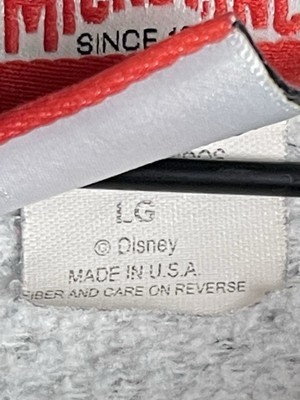 SINCE
LG
© Disney
MADE IN U.S.A.
FIBER AND CARE ON REVERSE